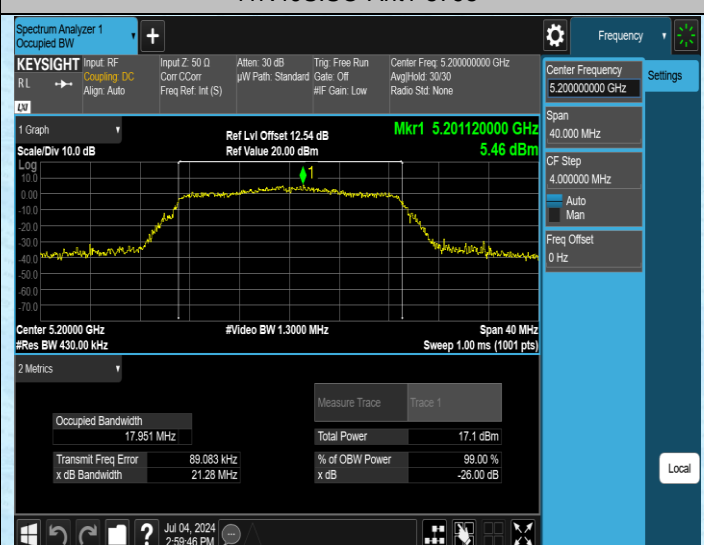 Spectrum Analyzer 1
Occupied BW
+
Frequency
KEYSIGHT
RL
Input: RF
Coupling: DC
Align: Auto
Input Z: 50 Ω
Corr CCorr
Freq Ref: Int (S)
Atten: 30 dB
µW Path: Standard
Trig: Free Run
Gate: Off
#IF Gain: Low
Center Freq: 5.200000000 GHz
Avg|Hold: 30/30
Radio Std: None
LXI
1 Graph
Scale/Div 10.0 dB
Ref Lvl Offset 12.54 dB
Ref Value 20.00 dBm
Mkr1 5.201120000 GHz
5.46 dBm
Log
10.0
0.00
-10.0
-20.0
-30.0
-40.0
-50.0
-60.0
-70.0
1
Center 5.20000 GHz
#Res BW 430.00 kHz
#Video BW 1.3000 MHz
Span 40 MHz
Sweep 1.00 ms (1001 pts)
2 Metrics
Measure Trace Trace 1
Occupied Bandwidth
17.951 MHz
Total Power 17.1 dBm
Transmit Freq Error 89.083 kHz
% of OBW Power 99.00 %
x dB Bandwidth 21.28 MHz
x dB -26.00 dB
Center Frequency
5.200000000 GHz
Settings
Span
40.000 MHz
CF Step
4.000000 MHz
Auto
Man
Freq Offset
0 Hz
Local
?
Jul 04, 2024
2:59:46 PM